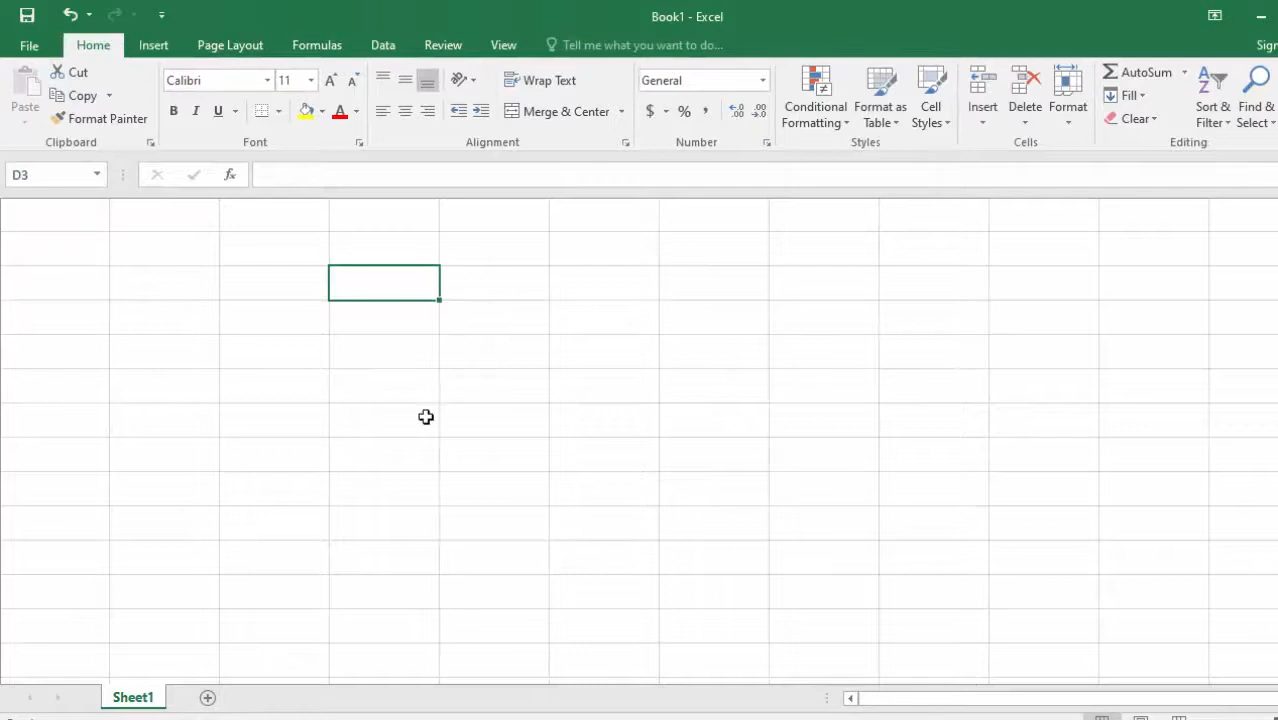 Book1 - Excel
File Home Insert Page Layout Formulas Data Review View Tell me what you want to do...
Paste
Cut
Copy
Format Painter
Clipboard
Calibri 11
B I U
Font
Wrap Text
Merge & Center
Alignment
General
$ % ,
Number
Conditional
Formatting
Format as
Table
Cell
Styles
Styles
Insert
Delete
Format
Cells
AutoSum
Fill
Clear
Sort &
Filter
Find &
Select
Editing
D3
fx
Sheet1